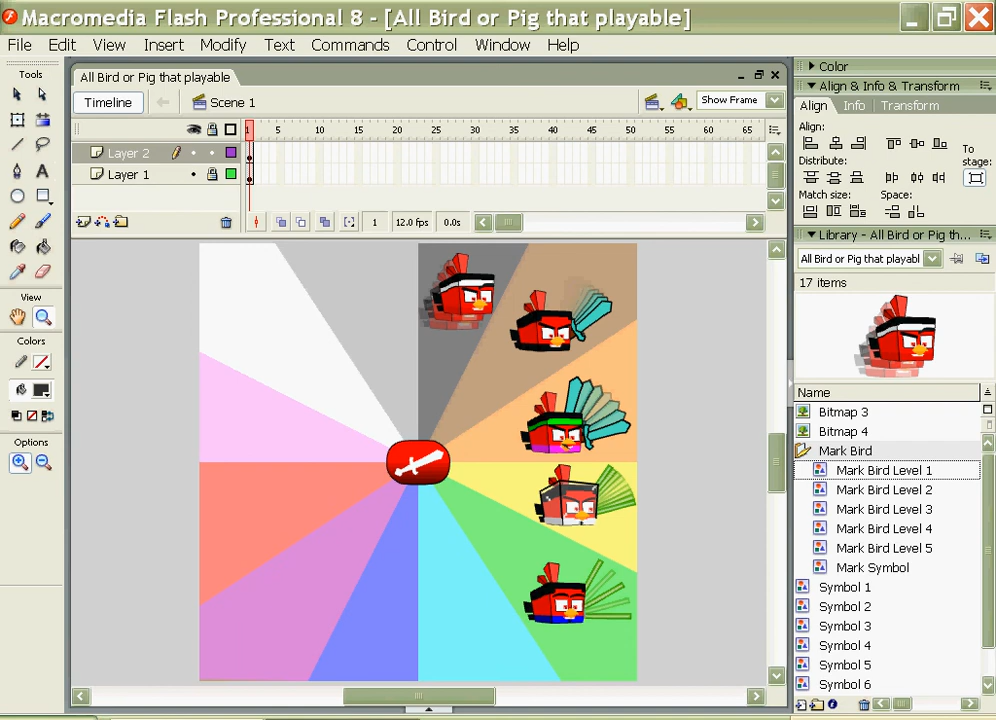 Macromedia Flash Professional 8 - [All Bird or Pig that playable]
File Edit View Insert Modify Text Commands Control Window Help
Tools
View
Colors
Options
All Bird or Pig that playable
Timeline
Scene 1
Show Frame
1 5 10 15 20 25 30 35 40 45 50 55 60 65
Layer 2
Layer 1
1 12.0 fps 0.0s
Color
Align & Info & Transform
Align Info Transform
Align:
To stage:
Distribute:
Match size: Space:
Library - All Bird or Pig th...
All Bird or Pig that playabl
17 items
Name
Bitmap 3
Bitmap 4
Mark Bird
Mark Bird Level 1
Mark Bird Level 2
Mark Bird Level 3
Mark Bird Level 4
Mark Bird Level 5
Mark Symbol
Symbol 1
Symbol 2
Symbol 3
Symbol 4
Symbol 5
Symbol 6